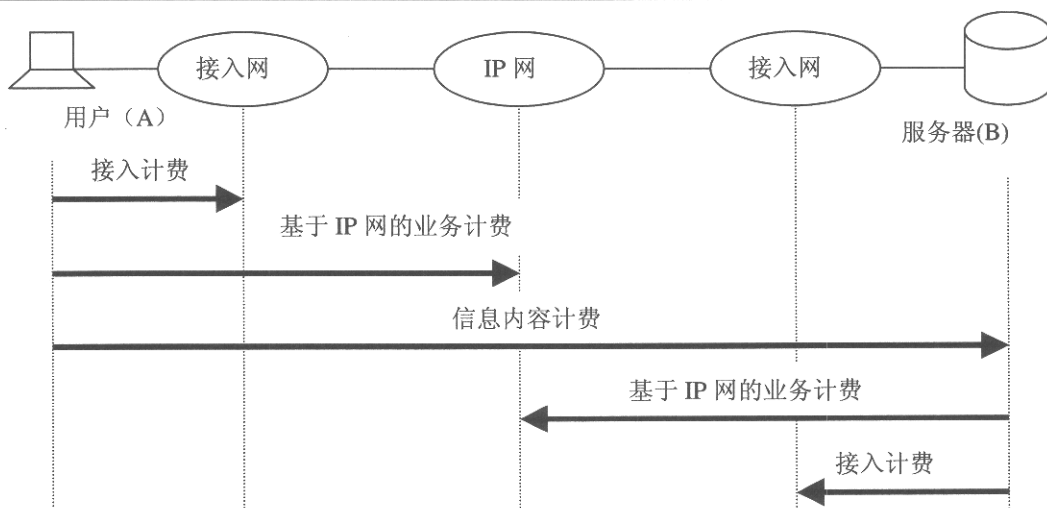 接入网
IP 网
接入网
用户（A）
服务器(B)
接入计费
基于 IP 网的业务计费
信息内容计费
基于 IP 网的业务计费
接入计费